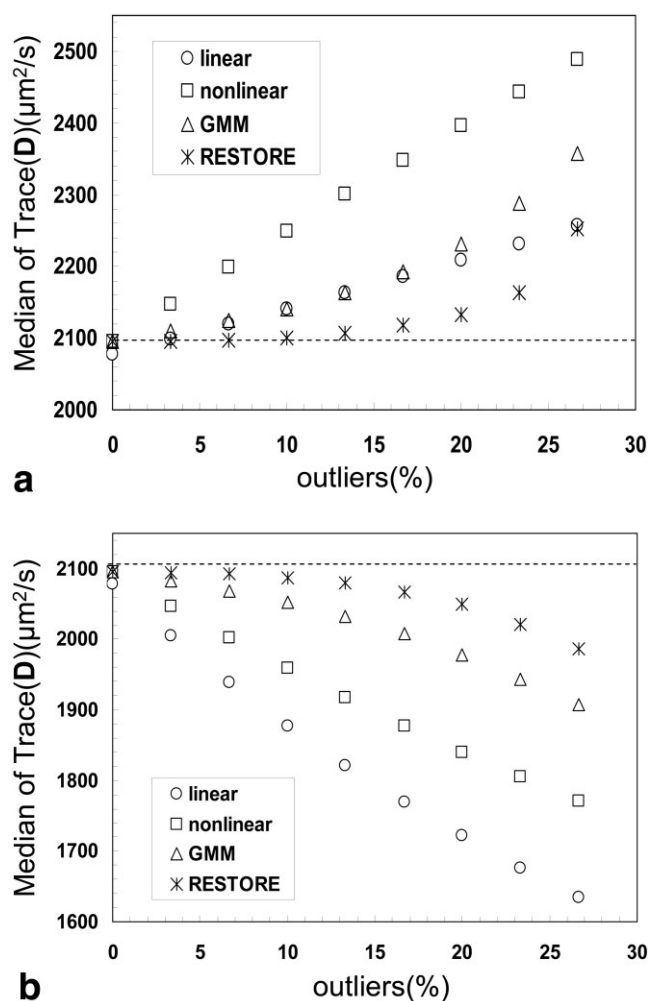 2500
2400
2300
2200
2100
2000
Median of Trace(D)(µm²/s)
linear
nonlinear
GMM
RESTORE
0 5 10 15 20 25 30
outliers(%)
a
2100
2000
1900
1800
1700
1600
Median of Trace(D)(µm²/s)
linear
nonlinear
GMM
RESTORE
0 5 10 15 20 25 30
outliers(%)
b